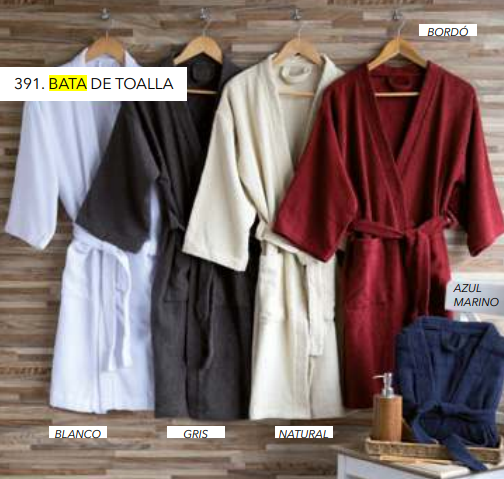 BORDÓ
391. BATA DE TOALLA
AZUL
MARINO
BLANCO
GRIS
NATURAL